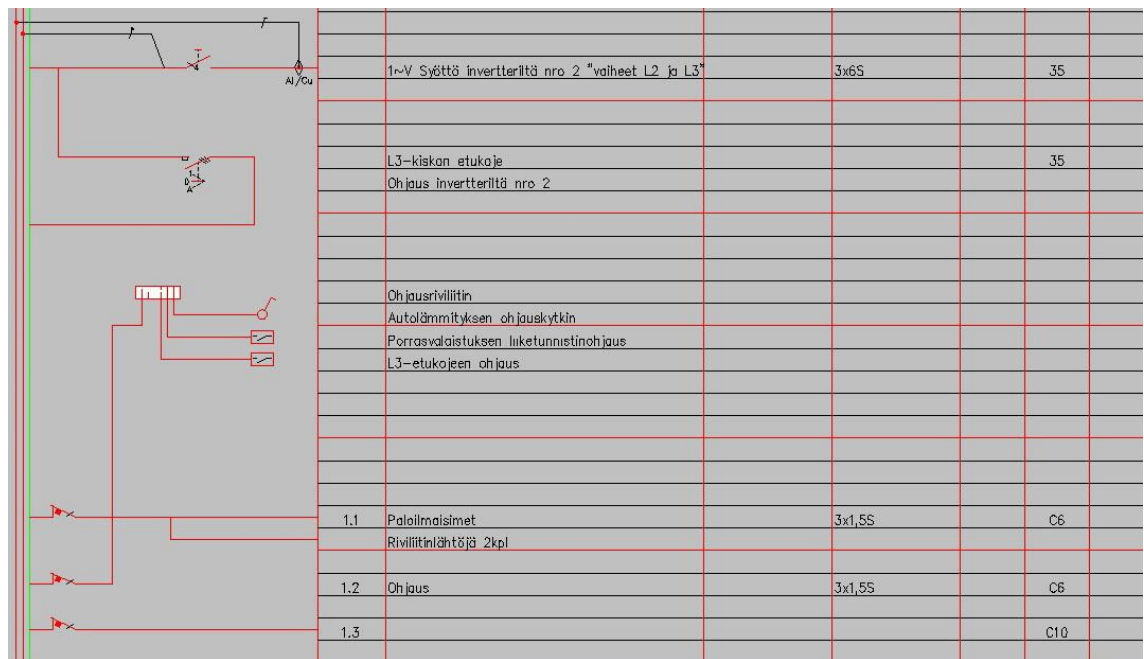 Al/Cu
1~V Syöttö invertteriltä nro 2 "vaiheet L2 ja L3" 3x6S 35
L3-kiskon etukoje 35
Ohjaus invertteriltä nro 2
Ohjausriviliitin
Autolämmityksen ohjauskytkin
Porrasvalaistuksen liiketunnistinohjaus
L3-etukojeen ohjaus
1.1 Paloilmaisimet 3x1,5S C6
Riviliitinlähtöjä 2kpl
1.2 Ohjaus 3x1,5S C6
1.3 C10